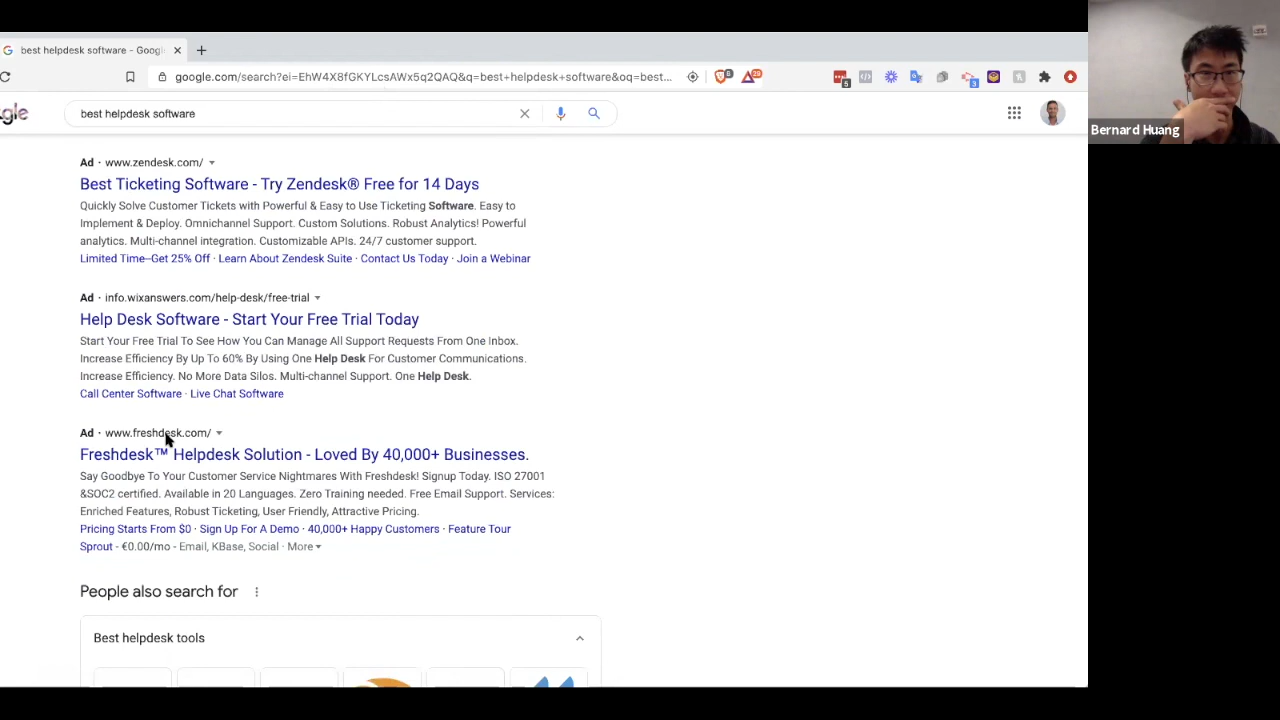 best helpdesk software - Googl
google.com/search?ei=EhW4X8fGKYLcsAWx5q2QAQ&q=best+helpdesk+software&oq=best...
8
29
5
3
gle
best helpdesk software
Bernard Huang
Ad · www.zendesk.com/
Best Ticketing Software - Try Zendesk® Free for 14 Days
Quickly Solve Customer Tickets with Powerful & Easy to Use Ticketing Software. Easy to
Implement & Deploy. Omnichannel Support. Custom Solutions. Robust Analytics! Powerful
analytics. Multi-channel integration. Customizable APIs. 24/7 customer support.
Limited Time–Get 25% Off · Learn About Zendesk Suite · Contact Us Today · Join a Webinar
Ad · info.wixanswers.com/help-desk/free-trial
Help Desk Software - Start Your Free Trial Today
Start Your Free Trial To See How You Can Manage All Support Requests From One Inbox.
Increase Efficiency By Up To 60% By Using One Help Desk For Customer Communications.
Increase Efficiency. No More Data Silos. Multi-channel Support. One Help Desk.
Call Center Software · Live Chat Software
Ad · www.freshdesk.com/
Freshdesk™ Helpdesk Solution - Loved By 40,000+ Businesses.
Say Goodbye To Your Customer Service Nightmares With Freshdesk! Signup Today. ISO 27001
&SOC2 certified. Available in 20 Languages. Zero Training needed. Free Email Support. Services:
Enriched Features, Robust Ticketing, User Friendly, Attractive Pricing.
Pricing Starts From $0 · Sign Up For A Demo · 40,000+ Happy Customers · Feature Tour
Sprout - €0.00/mo - Email, KBase, Social · More
People also search for
Best helpdesk tools